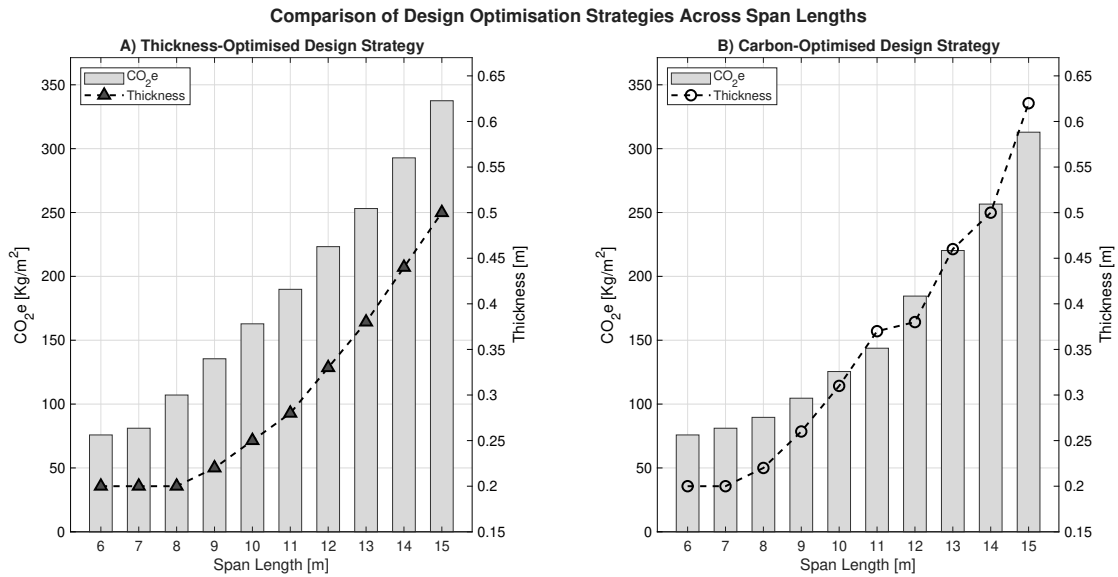 Comparison of Design Optimisation Strategies Across Span Lengths
A) Thickness-Optimised Design Strategy
CO₂e
Thickness
350
300
250
200
150
100
50
0
CO₂e [Kg/m²]
0.65
0.6
0.55
0.5
0.45
0.4
0.35
0.3
0.25
0.2
0.15
Thickness [m]
6 7 8 9 10 11 12 13 14 15
Span Length [m]
B) Carbon-Optimised Design Strategy
CO₂e
Thickness
350
300
250
200
150
100
50
0
CO₂e [Kg/m²]
0.65
0.6
0.55
0.5
0.45
0.4
0.35
0.3
0.25
0.2
0.15
Thickness [m]
6 7 8 9 10 11 12 13 14 15
Span Length [m]